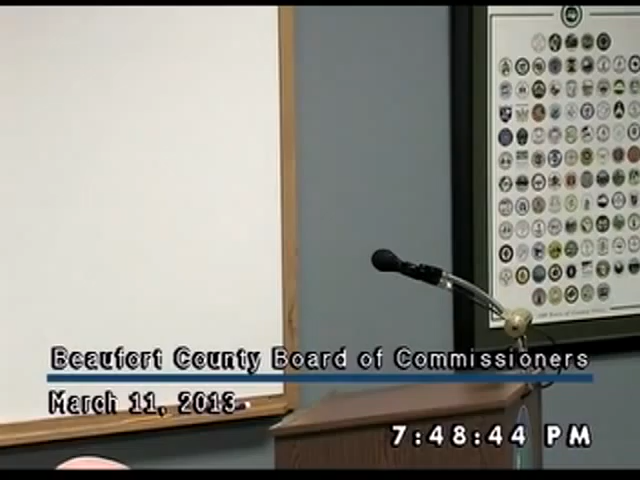 Beaufort County Board of Commissioners
March 11, 2013
7:48:44 PM